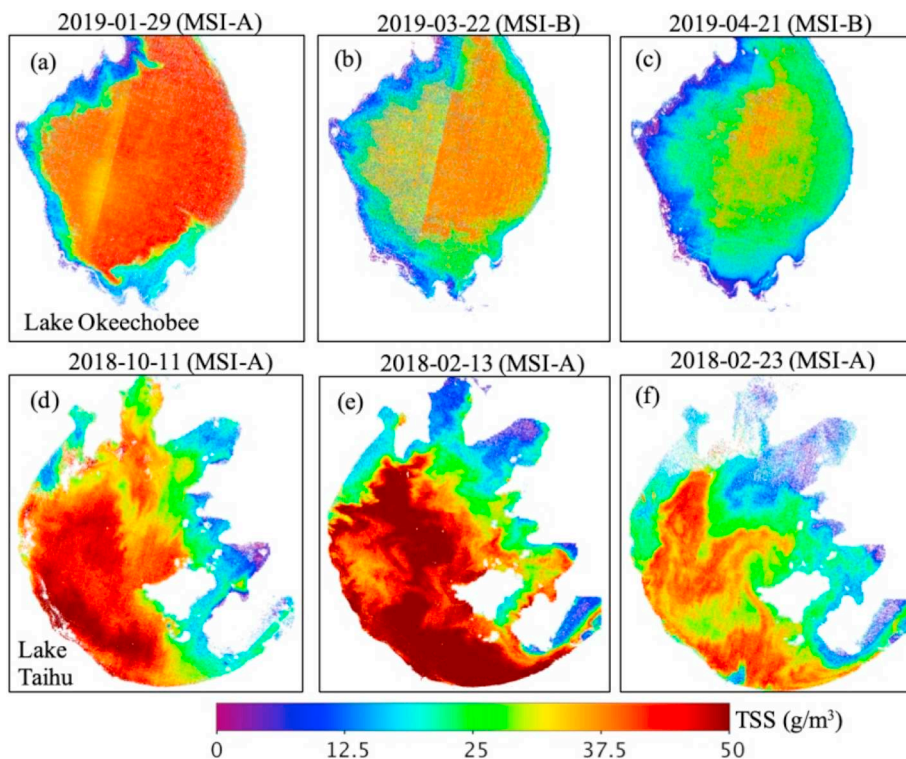 2019-01-29 (MSI-A) 2019-03-22 (MSI-B) 2019-04-21 (MSI-B)
(a) (b) (c)
Lake Okeechobee
2018-10-11 (MSI-A) 2018-02-13 (MSI-A) 2018-02-23 (MSI-A)
(d) (e) (f)
Lake
Taihu
TSS (g/m³)
0 12.5 25 37.5 50